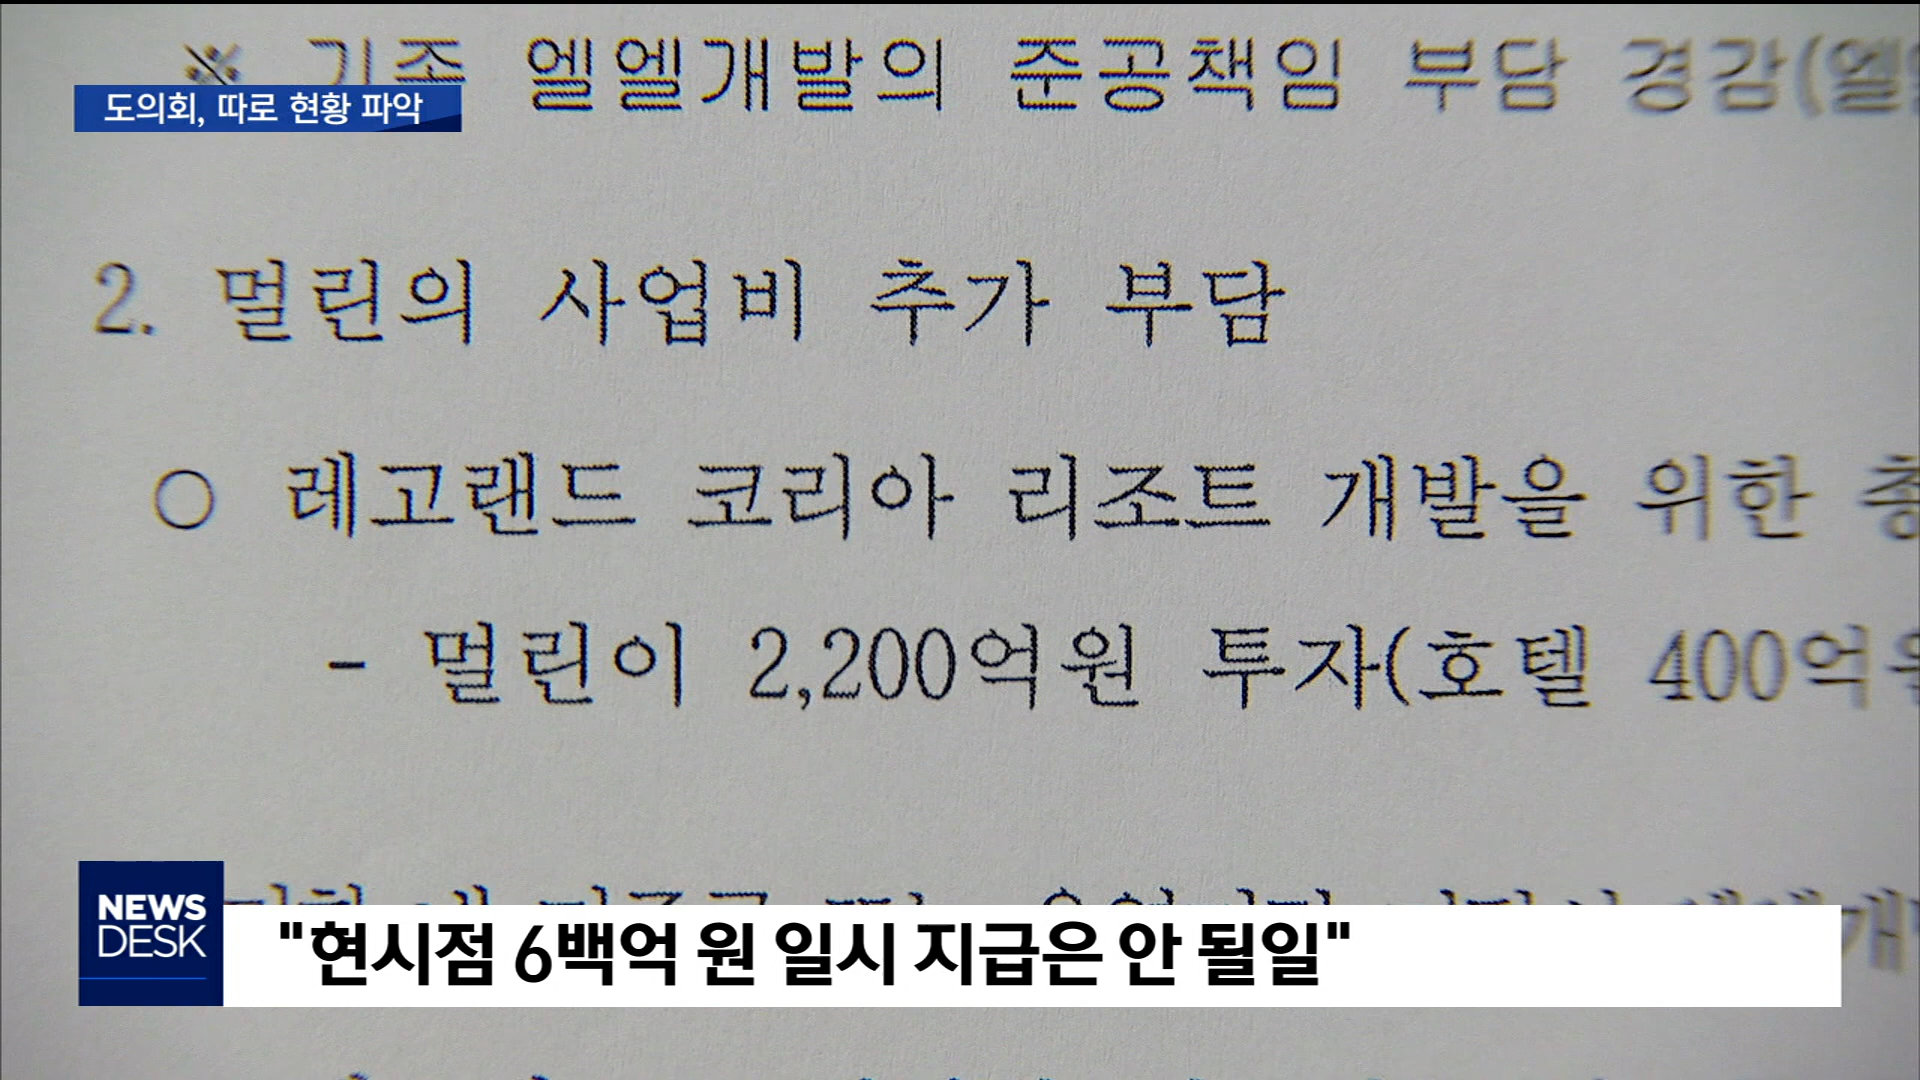 ※ 기존 엘엘개발의 준공책임 부담 경감(엘
도의회, 따로 현황 파악
2. 멀린의 사업비 추가 부담
○ 레고랜드 코리아 리조트 개발을 위한 총
- 멀린이 2,200억원 투자(호텔 400억원
NEWS
DESK
"현시점 6백억 원 일시 지급은 안 될일"